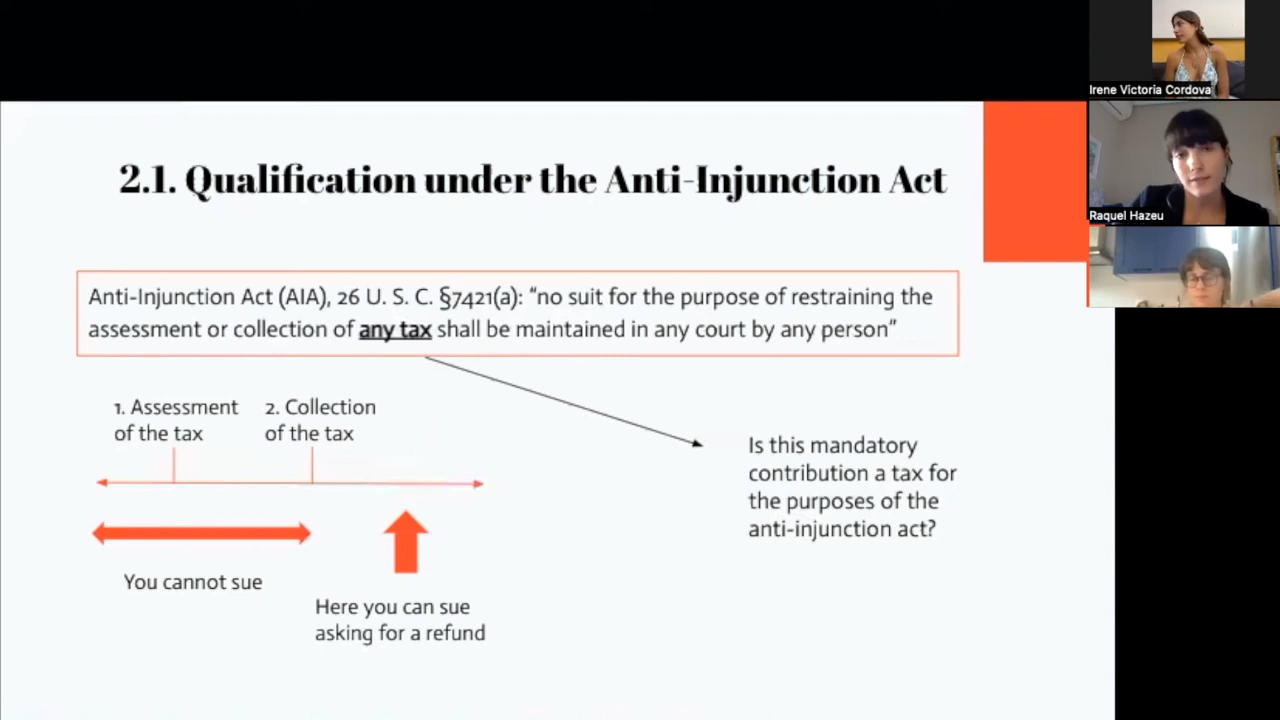 2.1. Qualification under the Anti-Injunction Act
Anti-Injunction Act (AIA), 26 U. S. C. §7421(a): “no suit for the purpose of restraining the
assessment or collection of any tax shall be maintained in any court by any person”
1. Assessment
of the tax
2. Collection
of the tax
You cannot sue
Here you can sue
asking for a refund
Is this mandatory
contribution a tax for
the purposes of the
anti-injunction act?
Irene Victoria Cordova
Raquel Hazeu